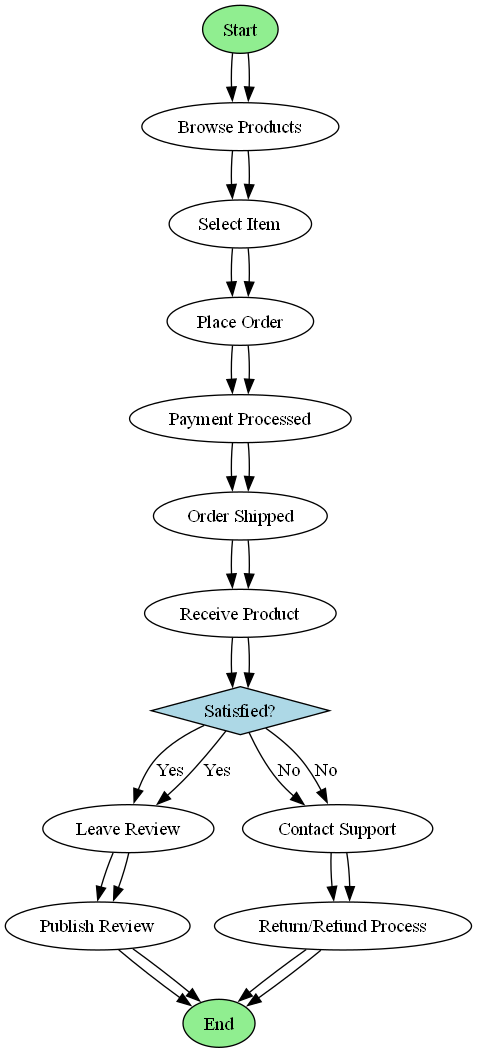 Start
Browse Products
Select Item
Place Order
Payment Processed
Order Shipped
Receive Product
Satisfied?
Yes
Yes
No
No
Leave Review
Contact Support
Publish Review
Return/Refund Process
End